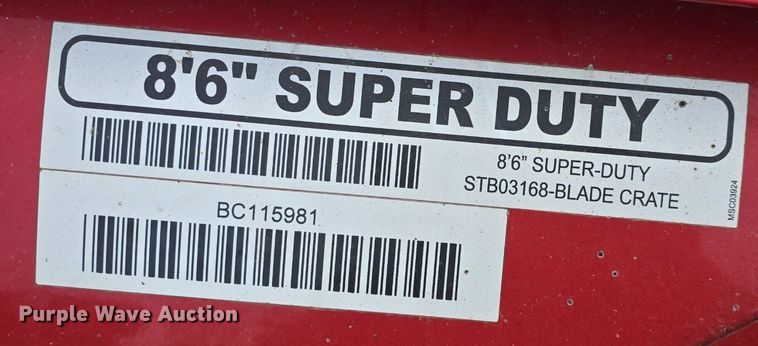 8'6" SUPER DUTY
8'6" SUPER-DUTY
STB03168-BLADE CRATE
MSC03924
BC115981
Purple Wave Auction